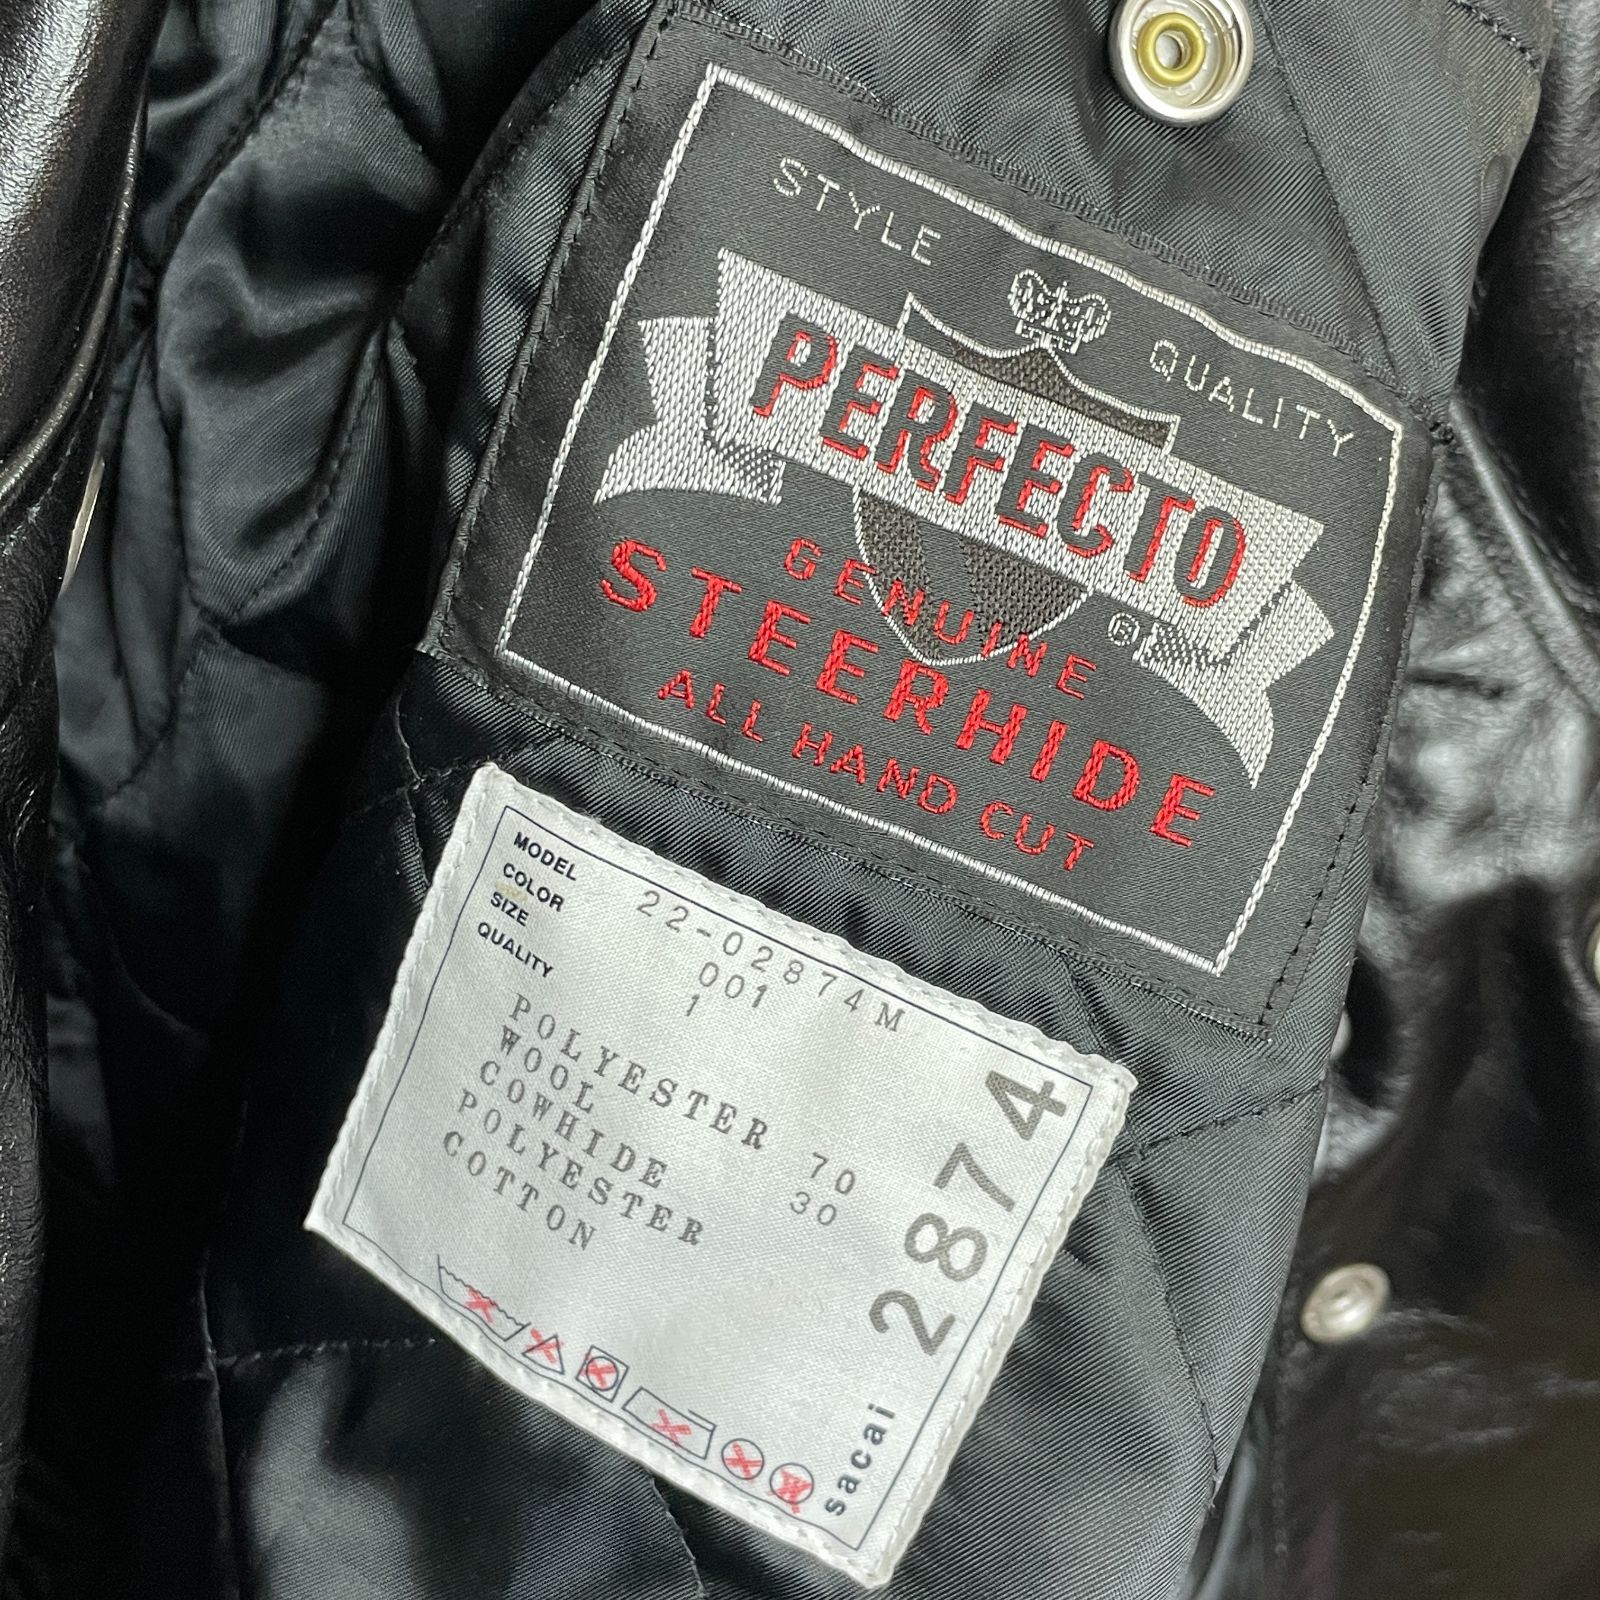 STYLE QUALITY
PERFECTO
®
GENUINE
STEERHIDE
ALL HAND CUT
MODEL 22-02874M
COLOR 001
SIZE 1
QUALITY
POLYESTER 70
WOOL 30
COWHIDE
POLYESTER
COTTON
2874
sacai